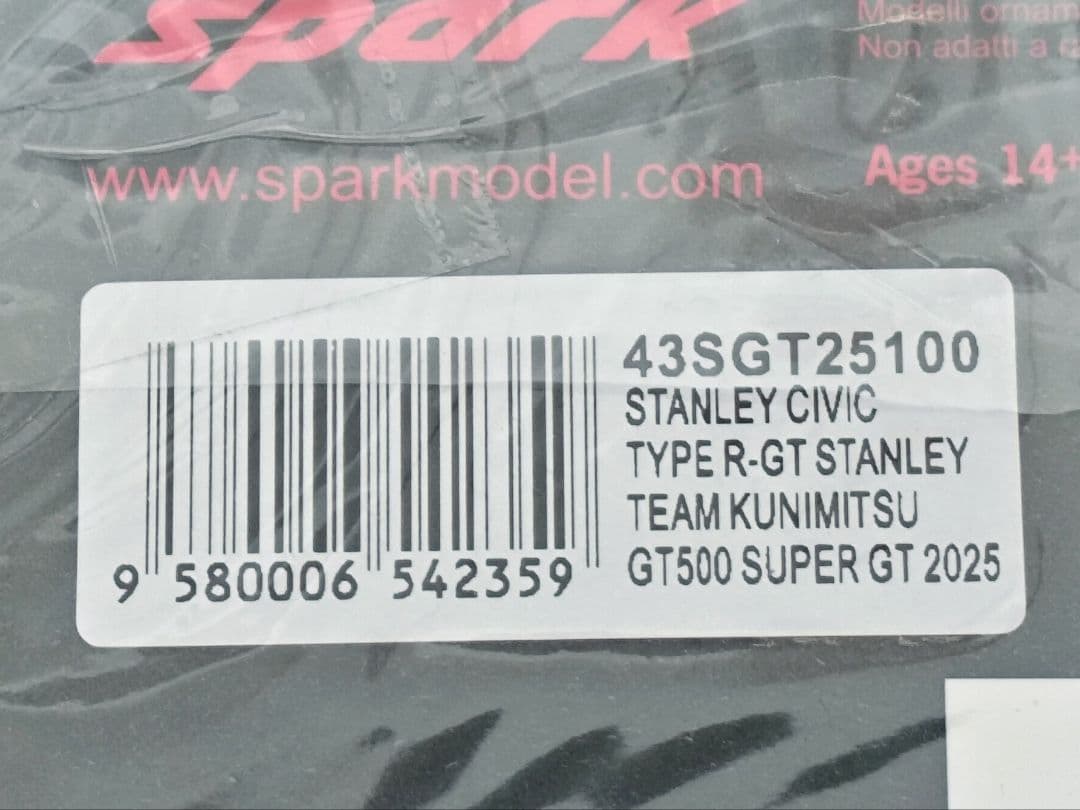 spark
Modelli ornam
Non adatti a ra
www.sparkmodel.com
Ages 14+
43SGT25100
STANLEY CIVIC
TYPE R-GT STANLEY
TEAM KUNIMITSU
GT500 SUPER GT 2025
9 580006 542359